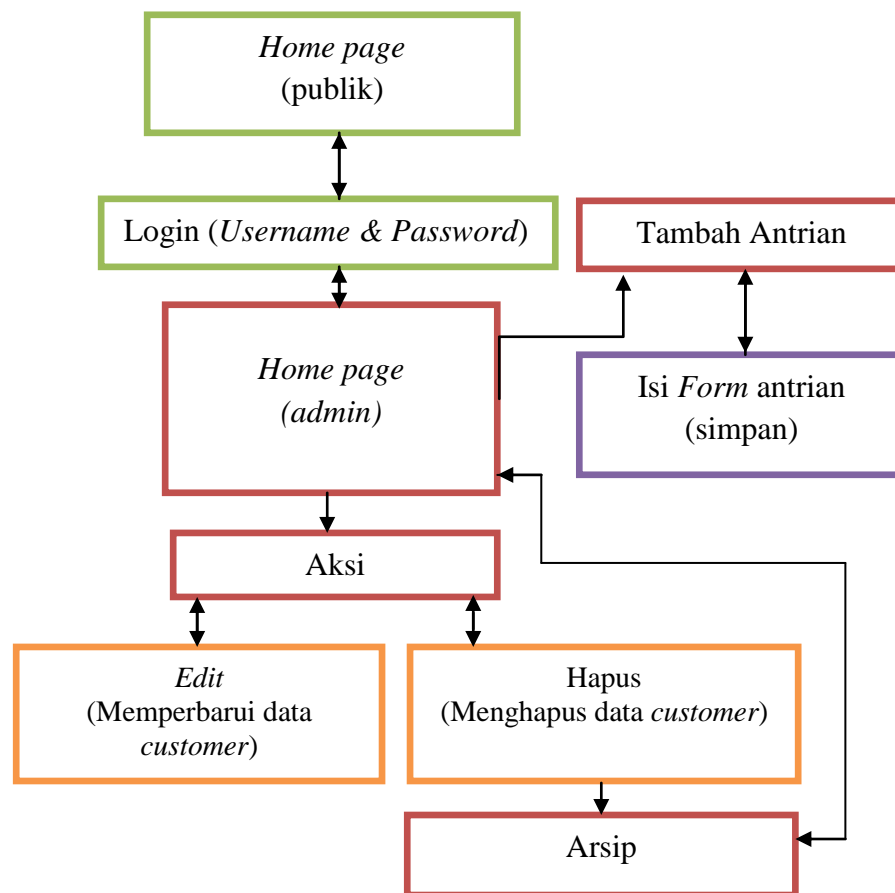 Home page
(publik)
Login (Username & Password)
Tambah Antrian
Home page
(admin)
Isi Form antrian
(simpan)
Aksi
Edit
(Memperbarui data
customer)
Hapus
(Menghapus data customer)
Arsip